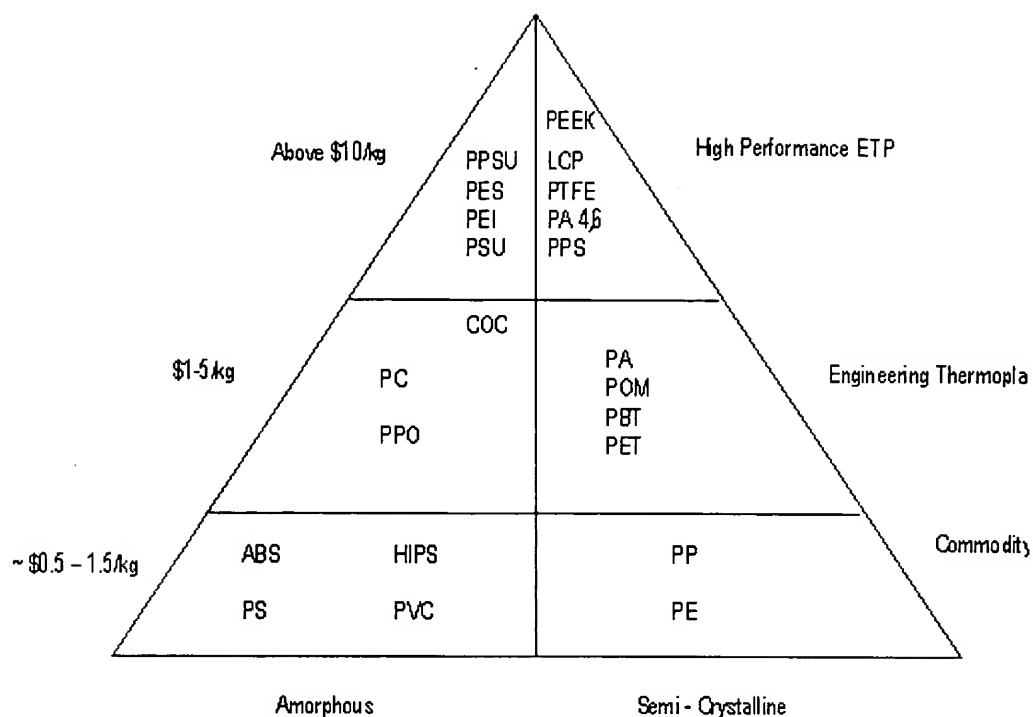 PEEK
Above $10/kg
PPSU LCP
High Performance ETP
PES PTFE
PEI PA 4,6
PSU PPS
COC
$1-5/kg
PC
PA
Engineering Thermopla
POM
PPO
PBT
PET
~ $0.5 – 1.5/kg
ABS HIPS PP
Commodity
PS PVC PE
Amorphous Semi - Crystalline